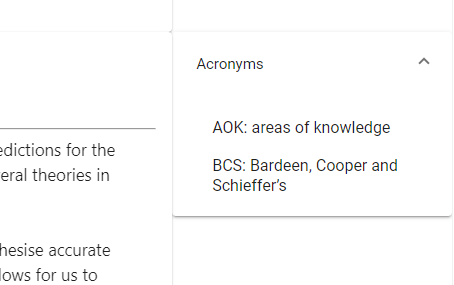 Acronyms
AOK: areas of knowledge
BCS: Bardeen, Cooper and
Schieffer's
edictions for the
eral theories in
hesise accurate
lows for us to